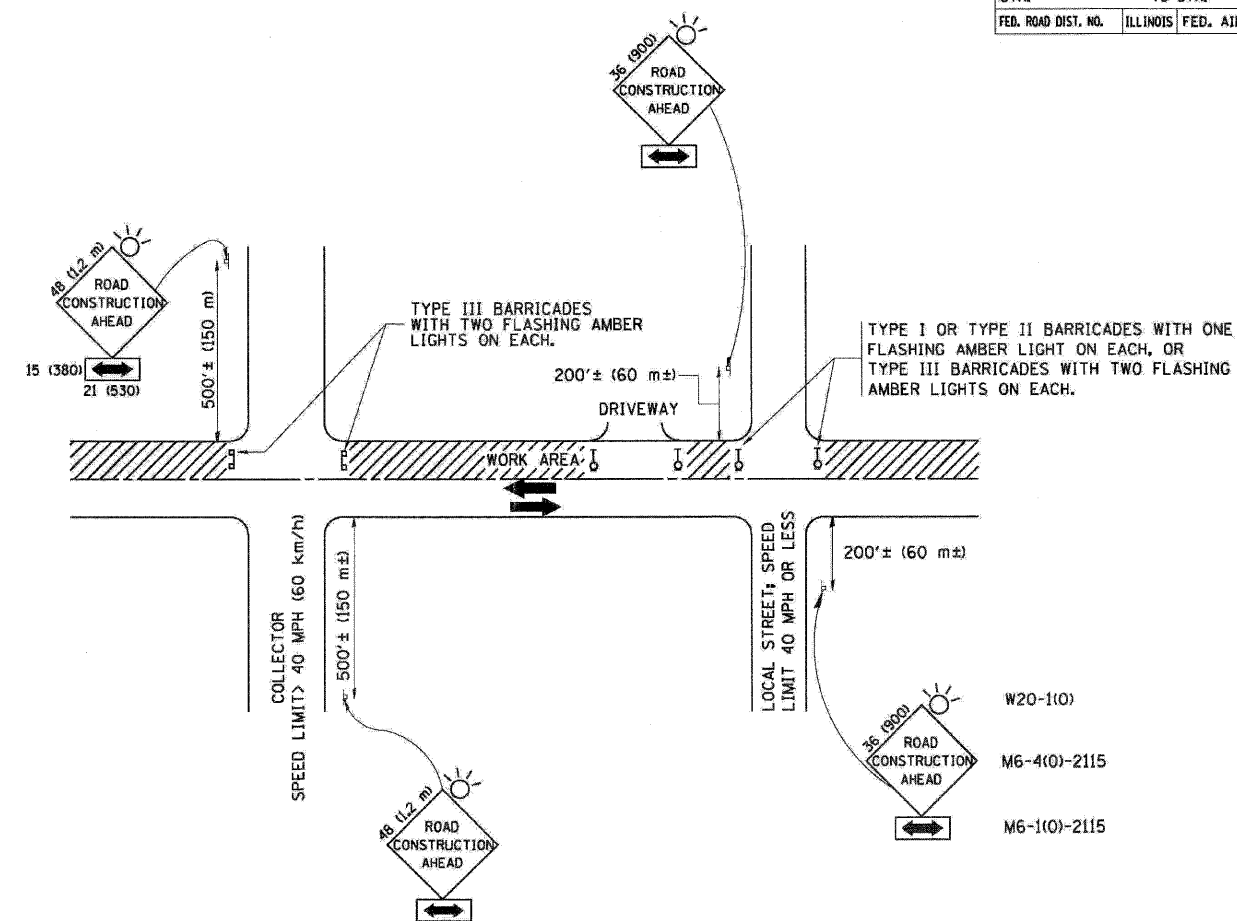 FED. ROAD DIST. NO. ILLINOIS FED. AI
36 (900)
ROAD
CONSTRUCTION
AHEAD
48 (1.2 m)
ROAD
CONSTRUCTION
AHEAD
15 (380)
21 (530)
500'± (150 m)
TYPE III BARRICADES
WITH TWO FLASHING AMBER
LIGHTS ON EACH.
200'± (60 m±)
DRIVEWAY
TYPE I OR TYPE II BARRICADES WITH ONE
FLASHING AMBER LIGHT ON EACH, OR
TYPE III BARRICADES WITH TWO FLASHING
AMBER LIGHTS ON EACH.
WORK AREA
COLLECTOR
SPEED LIMIT> 40 MPH (60 km/h)
500'± (150 m±)
LOCAL STREET; SPEED
LIMIT 40 MPH OR LESS
200'± (60 m±)
48 (1.2 m)
ROAD
CONSTRUCTION
AHEAD
36 (900)
ROAD
CONSTRUCTION
AHEAD
W20-1(O)
M6-4(O)-2115
M6-1(O)-2115